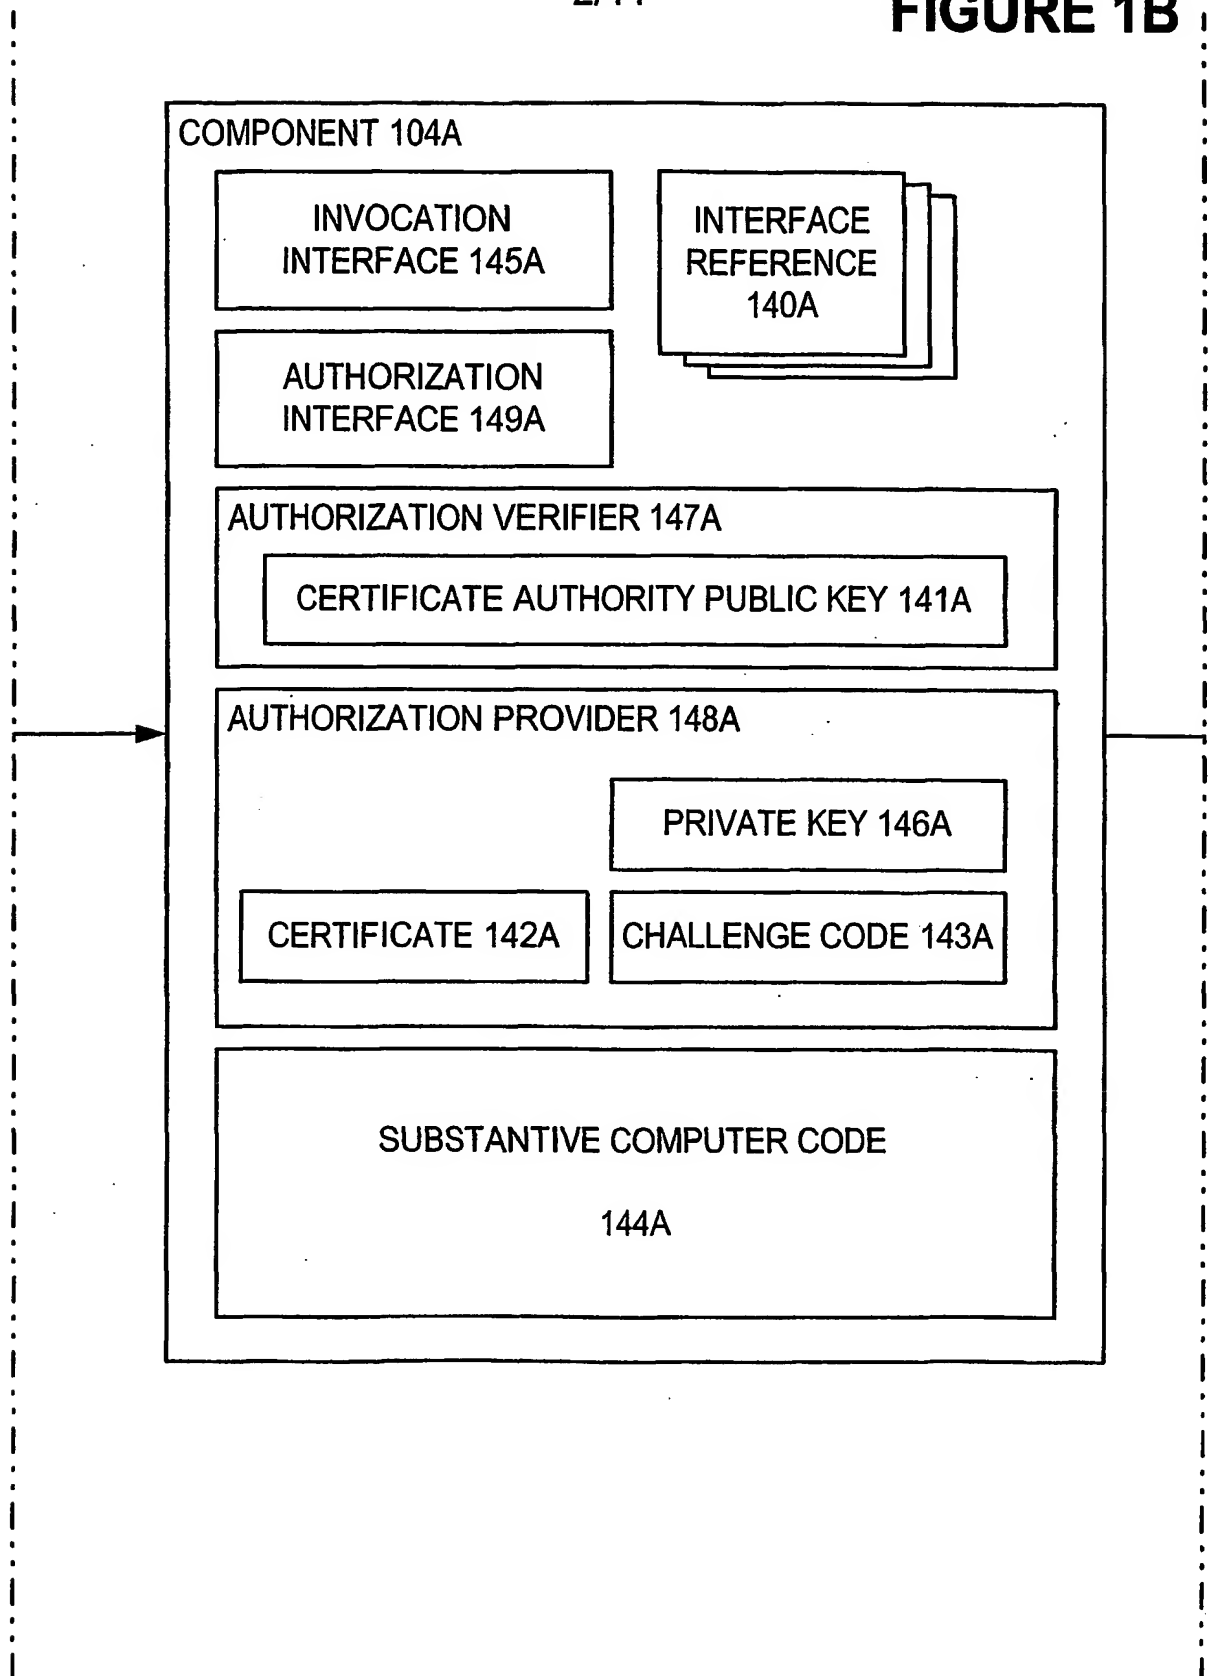 FIGURE 1B
COMPONENT 104A
INVOCATION
INTERFACE 145A
INTERFACE
REFERENCE
140A
AUTHORIZATION
INTERFACE 149A
AUTHORIZATION VERIFIER 147A
CERTIFICATE AUTHORITY PUBLIC KEY 141A
AUTHORIZATION PROVIDER 148A
PRIVATE KEY 146A
CERTIFICATE 142A
CHALLENGE CODE 143A
SUBSTANTIVE COMPUTER CODE
144A